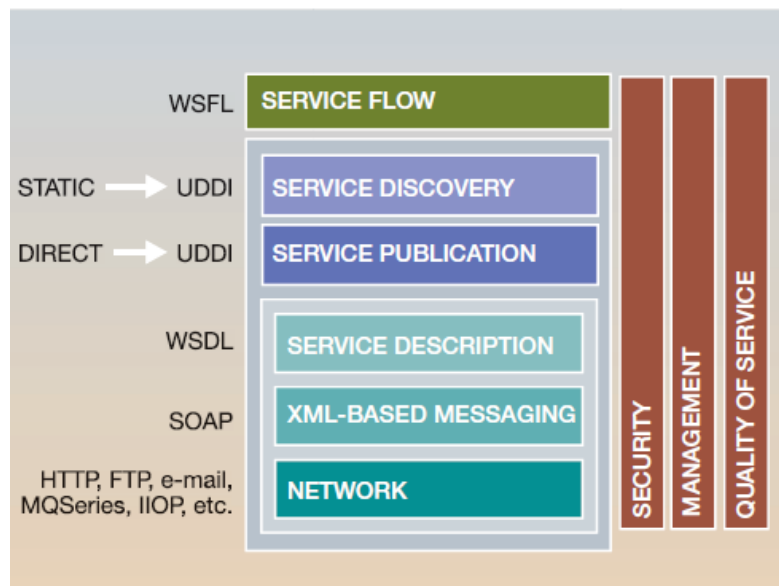 WSFL SERVICE FLOW
STATIC UDDI SERVICE DISCOVERY
DIRECT UDDI SERVICE PUBLICATION
WSDL SERVICE DESCRIPTION
SOAP XML-BASED MESSAGING
HTTP, FTP, e-mail,
MQSeries, IIOP, etc.
NETWORK
SECURITY
MANAGEMENT
QUALITY OF SERVICE